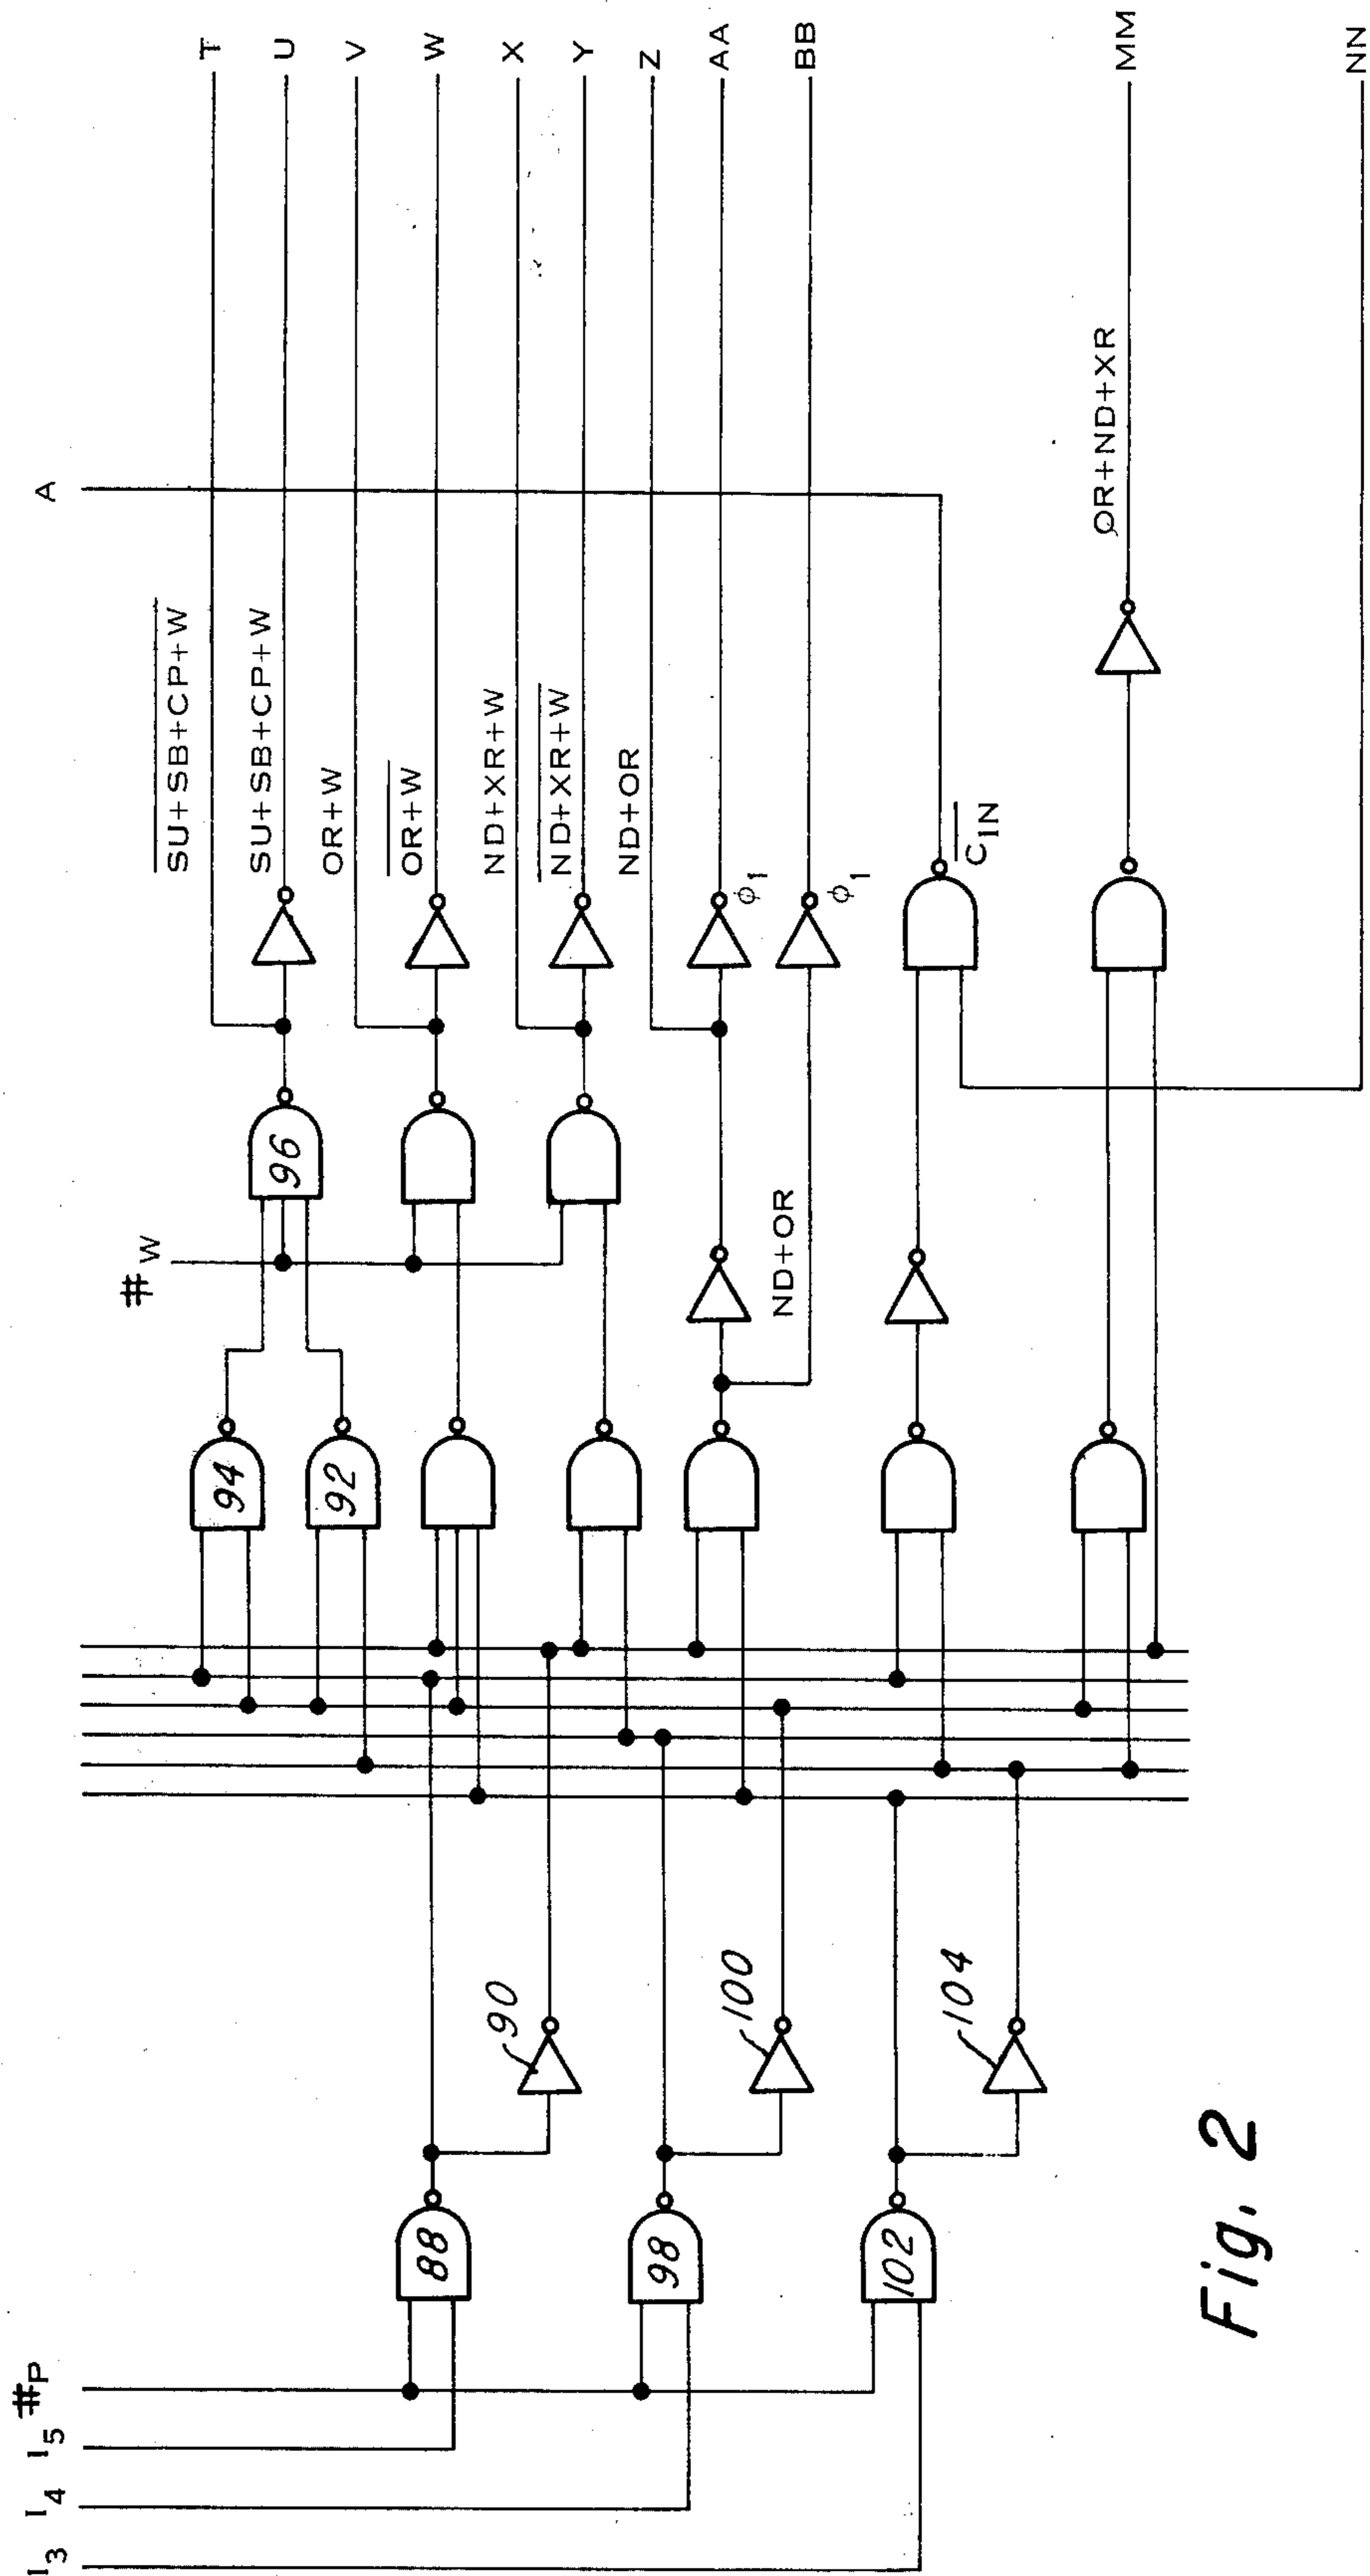 I3 I4 I5 #P
88
90
98
100
102
104
94
92
96
#W
ND+OR
SU+SB+CP+W
SU+SB+CP+W
OR+W
OR+W
ND+XR+W
ND+XR+W
ND+OR
φ1
φ1
CIN
OR+ND+XR
A
T
U
V
W
X
Y
Z
AA
BB
MM
NN
Fig. 2